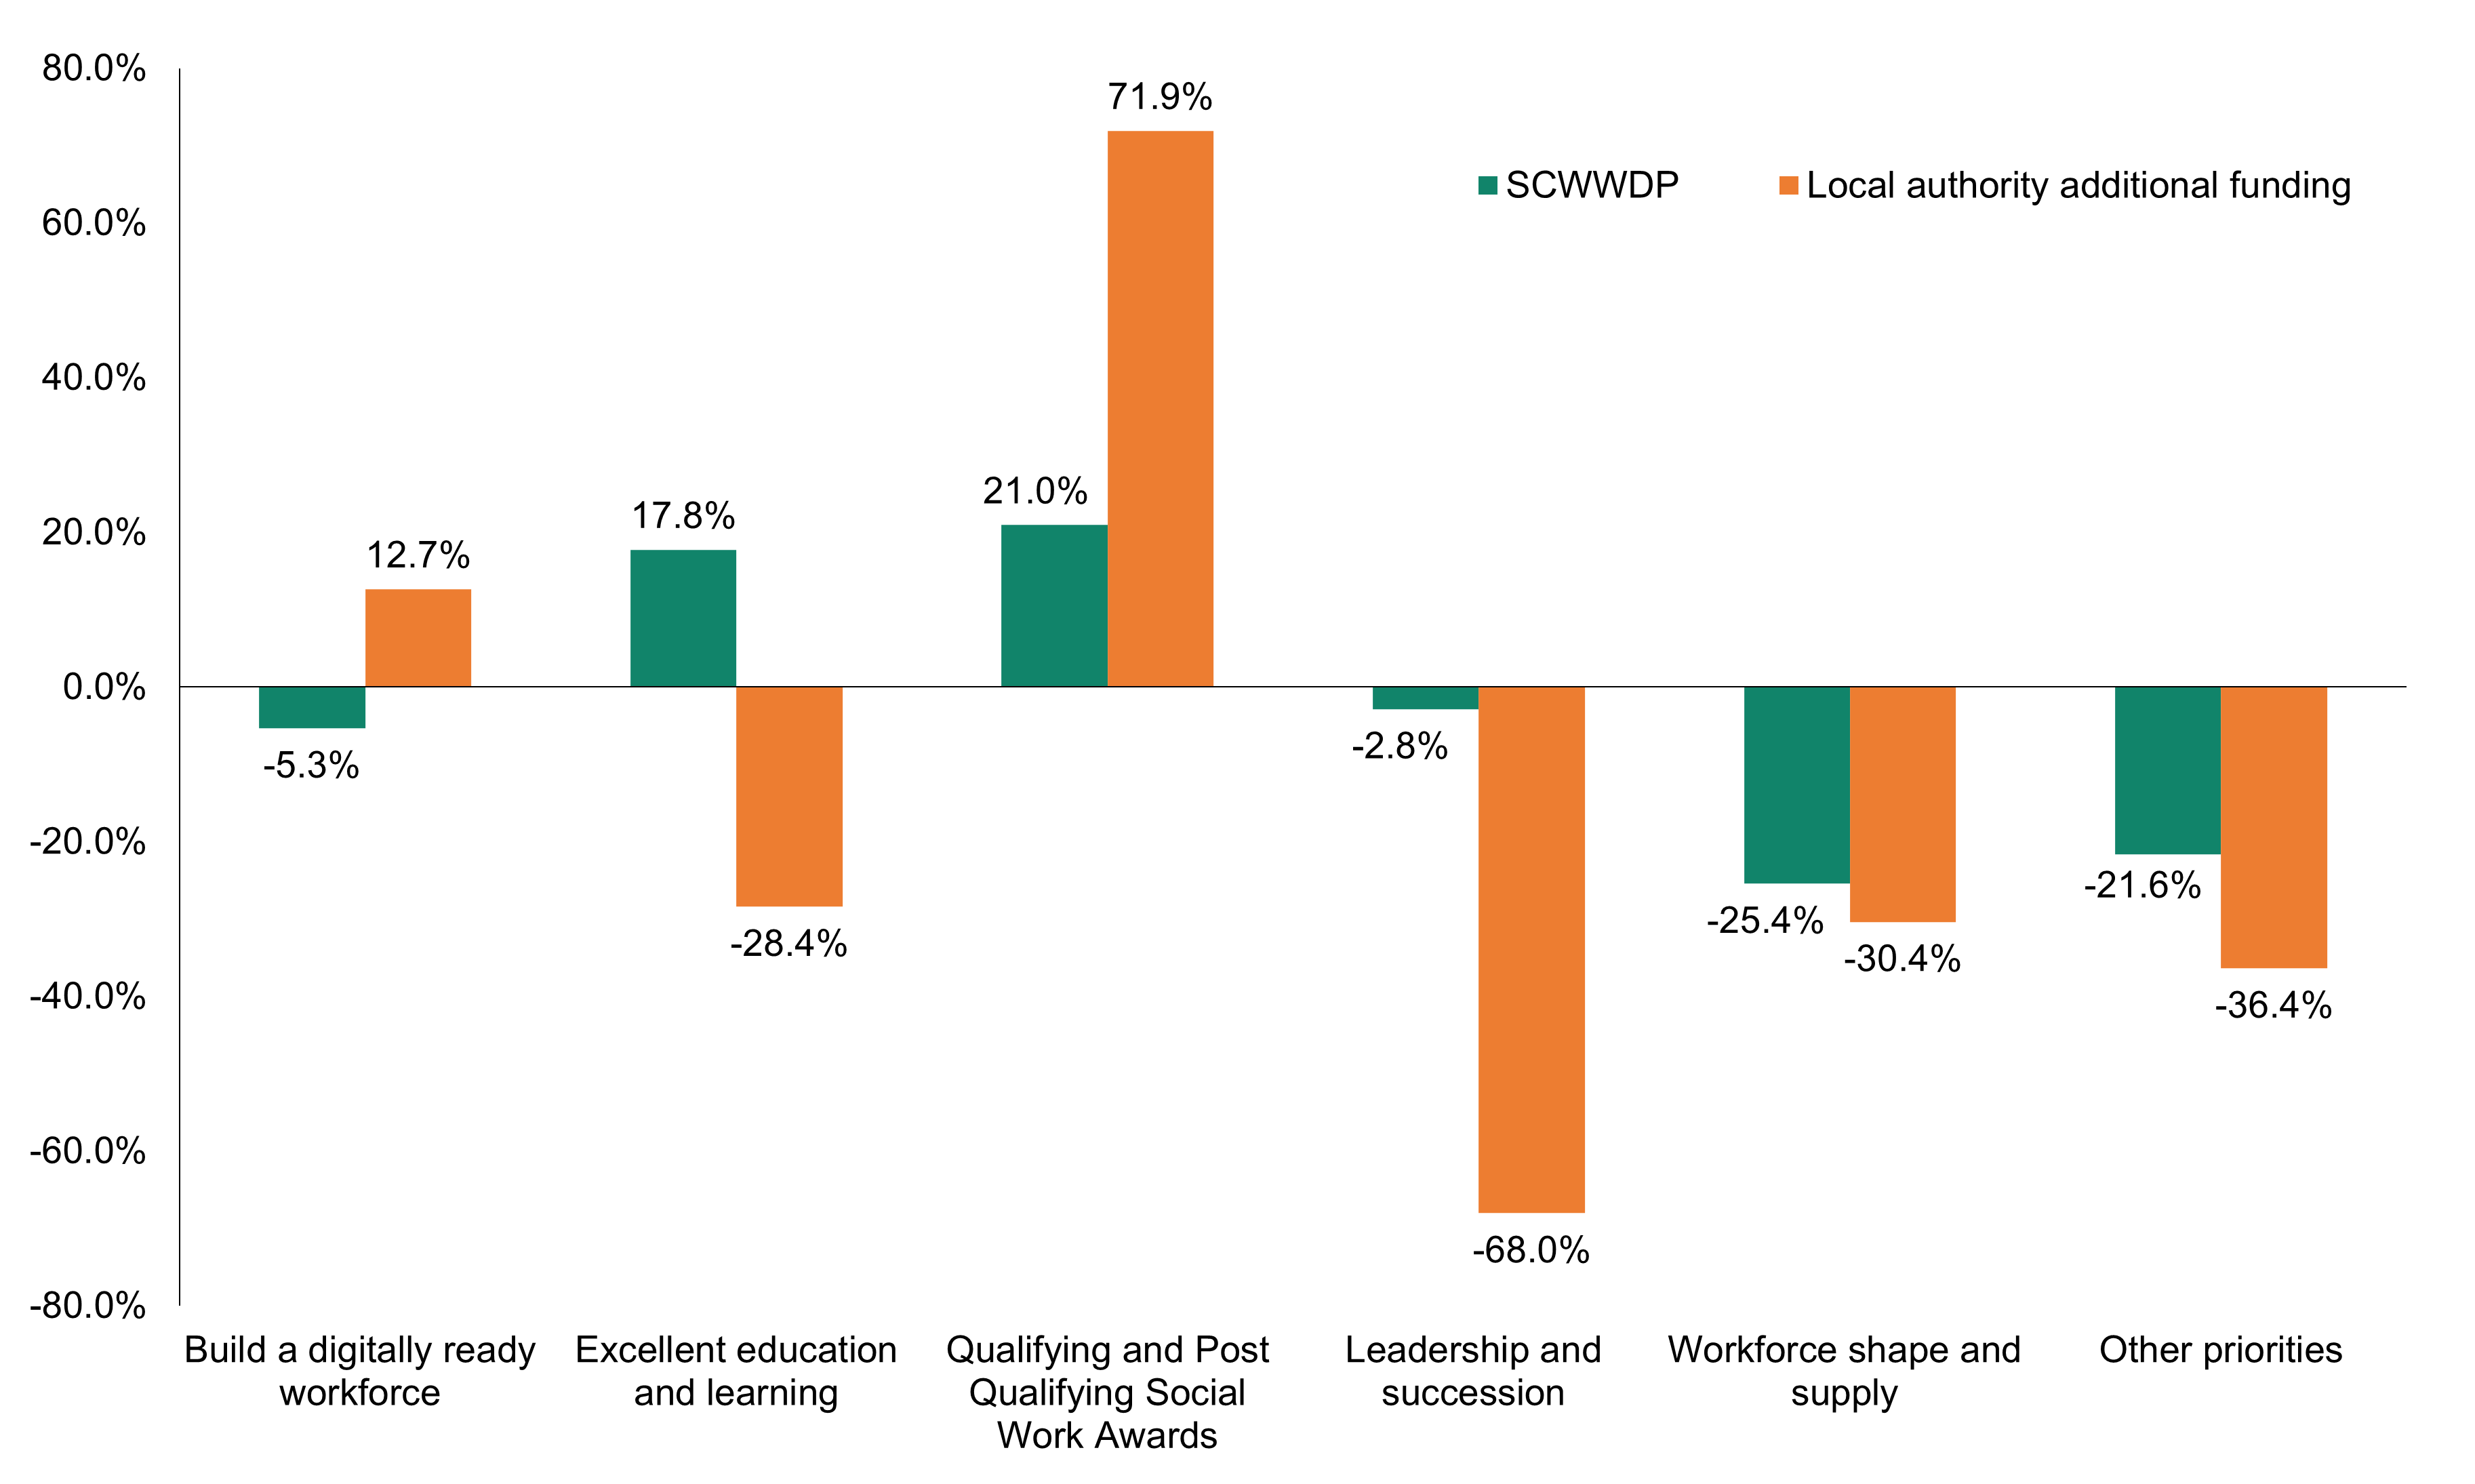 80.0%
60.0%
40.0%
20.0%
0.0%
-20.0%
-40.0%
-60.0%
-80.0%
SCWWDP
Local authority additional funding
-5.3%
12.7%
17.8%
-28.4%
21.0%
71.9%
-2.8%
-68.0%
-25.4%
-30.4%
-21.6%
-36.4%
Build a digitally ready
workforce
Excellent education
and learning
Qualifying and Post
Qualifying Social
Work Awards
Leadership and
succession
Workforce shape and
supply
Other priorities